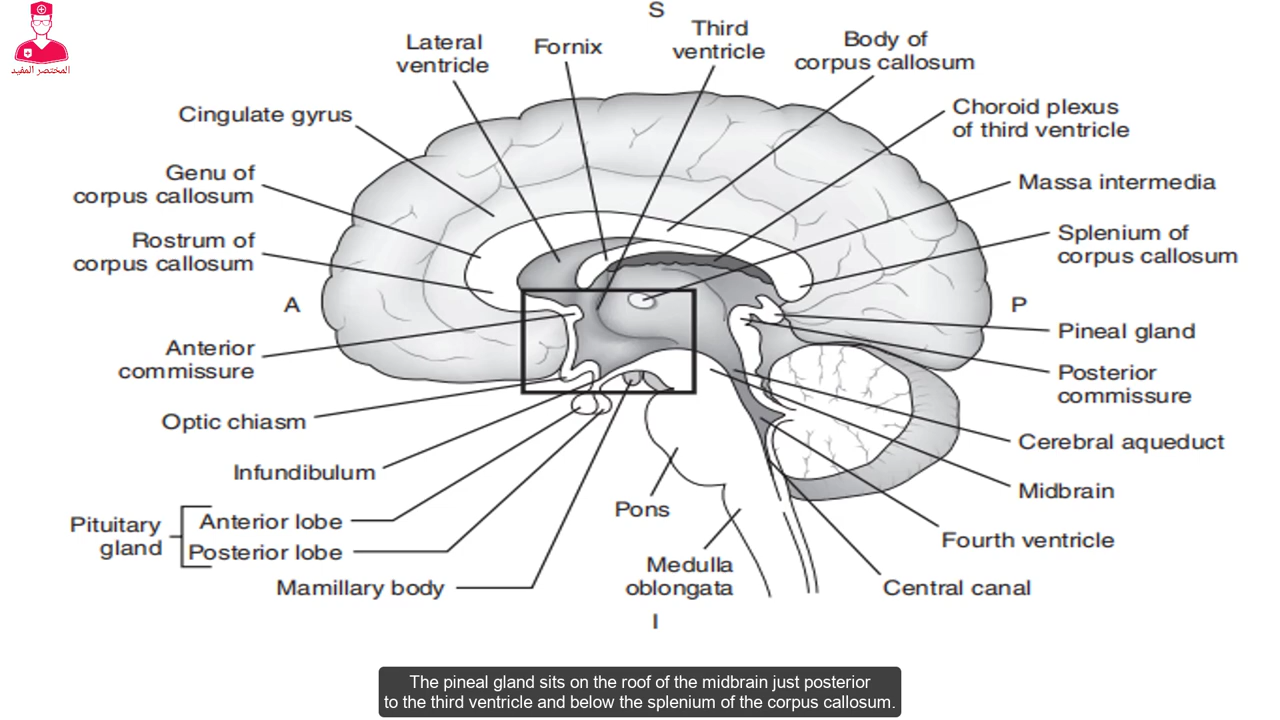 المختصر المفيد
S
Lateral
ventricle
Fornix
Third
ventricle
Body of
corpus callosum
Cingulate gyrus
Choroid plexus
of third ventricle
Genu of
corpus callosum
Massa intermedia
Rostrum of
corpus callosum
Splenium of
corpus callosum
A
P
Pineal gland
Anterior
commissure
Posterior
commissure
Optic chiasm
Cerebral aqueduct
Infundibulum
Midbrain
Pituitary
gland
Anterior lobe
Posterior lobe
Pons
Fourth ventricle
Mamillary body
Medulla
oblongata
Central canal
I
The pineal gland sits on the roof of the midbrain just posterior
to the third ventricle and below the splenium of the corpus callosum.